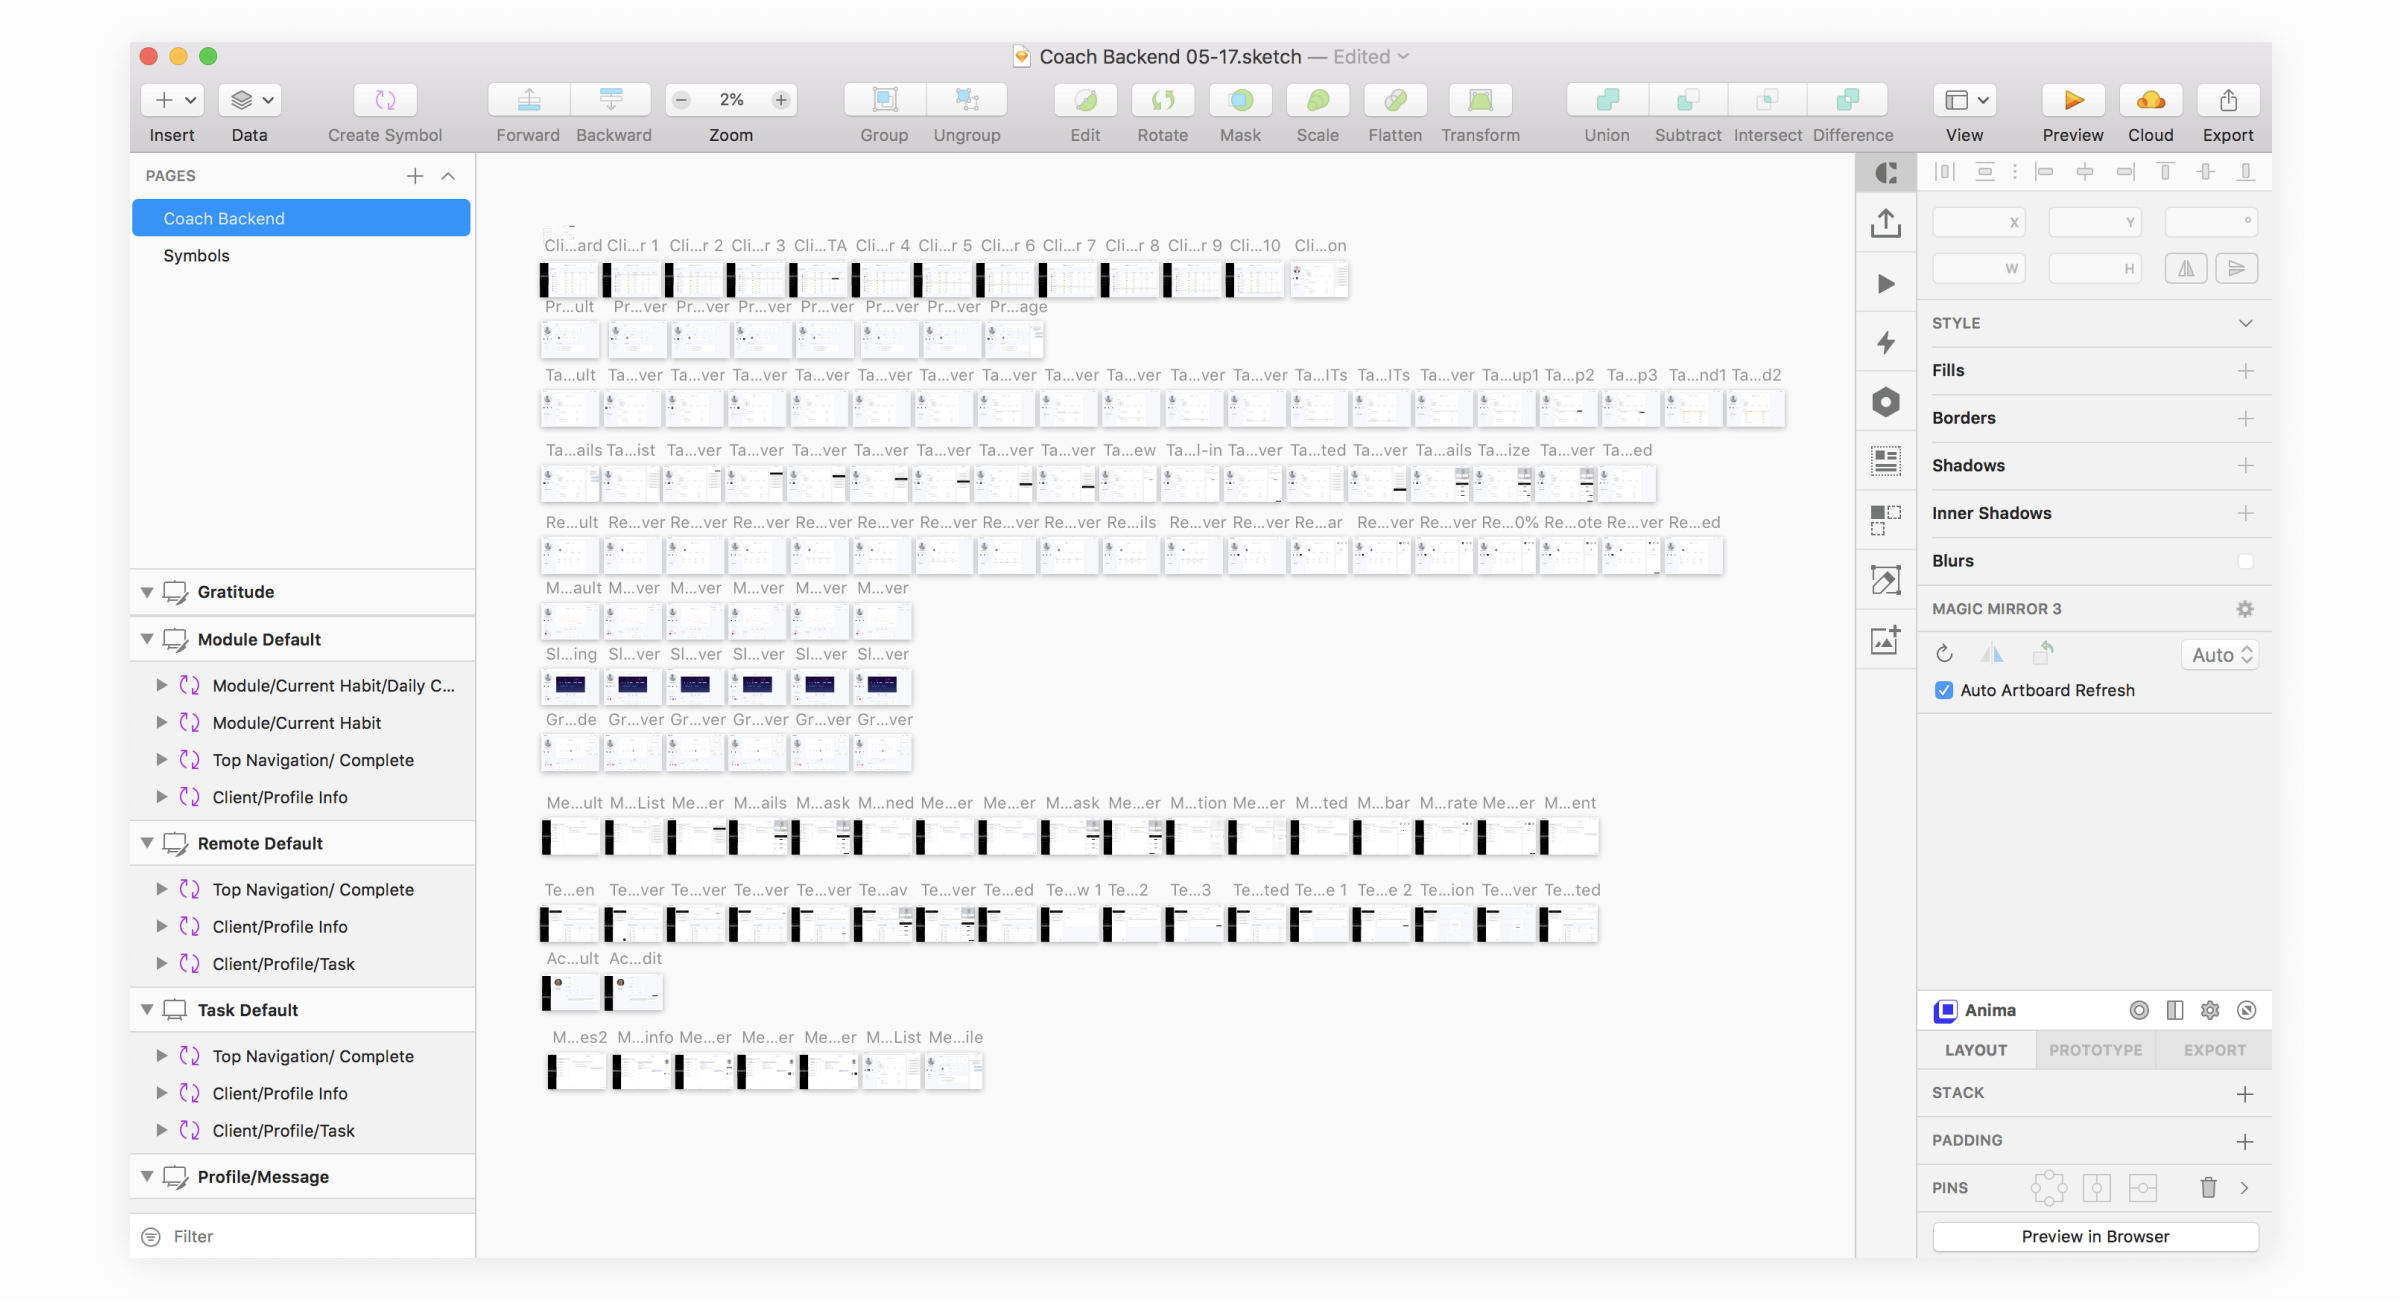 Coach Backend 05-17.sketch — Edited
2%
Insert Data Create Symbol Forward Backward Zoom Group Ungroup Edit Rotate Mask Scale Flatten Transform Union Subtract Intersect Difference View Preview Cloud Export
PAGES
Coach Backend
Symbols
Gratitude
Module Default
Module/Current Habit/Daily C...
Module/Current Habit
Top Navigation/ Complete
Client/Profile Info
Remote Default
Top Navigation/ Complete
Client/Profile Info
Client/Profile/Task
Task Default
Top Navigation/ Complete
Client/Profile Info
Client/Profile/Task
Profile/Message
Filter
Cli...ard Cli...r 1 Cli...r 2 Cli...r 3 Cli...TA Cli...r 4 Cli...r 5 Cli...r 6 Cli...r 7 Cli...r 8 Cli...r 9 Cli...10 Cli...on
Pr...ult Pr...ver Pr...ver Pr...ver Pr...ver Pr...ver Pr...ver Pr...age
Ta...ult Ta...ver Ta...ver Ta...ver Ta...ver Ta...ver Ta...ver Ta...ver Ta...ver Ta...ver Ta...ver Ta...ver Ta...ITs Ta...ITs Ta...ver Ta...up1 Ta...p2 Ta...p3 Ta...nd1 Ta...d2
Ta...ails Ta...ist Ta...ver Ta...ver Ta...ver Ta...ver Ta...ver Ta...ver Ta...ver Ta...ew Ta...l-in Ta...ver Ta...ted Ta...ver Ta...ails Ta...ize Ta...ver Ta...ed
Re...ult Re...ver Re...ver Re...ver Re...ver Re...ver Re...ver Re...ver Re...ver Re...ils Re...ver Re...ver Re...ar Re...ver Re...ver Re...0% Re...ote Re...ver Re...ed
M...ault M...ver M...ver M...ver M...ver M...ver
Sl...ing Sl...ver Sl...ver Sl...ver Sl...ver Sl...ver
Gr...de Gr...ver Gr...ver Gr...ver Gr...ver Gr...ver
Me...ult M...List Me...er M...ails M...ask M...ned Me...er Me...er M...ask Me...er M...tion Me...er M...ted M...bar M...rate Me...er M...ent
Te...en Te...ver Te...ver Te...ver Te...ver Te...av Te...ver Te...ed Te...w 1 Te...2 Te...3 Te...ted Te...e 1 Te...e 2 Te...ion Te...ver Te...ted
Ac...ult Ac...dit
M...es2 M...info Me...er Me...er Me...er M...List Me...ile
X Y °
W H
STYLE
Fills
Borders
Shadows
Inner Shadows
Blurs
MAGIC MIRROR 3
Auto
Auto Artboard Refresh
Anima
LAYOUT PROTOTYPE EXPORT
STACK
PADDING
PINS
Preview in Browser